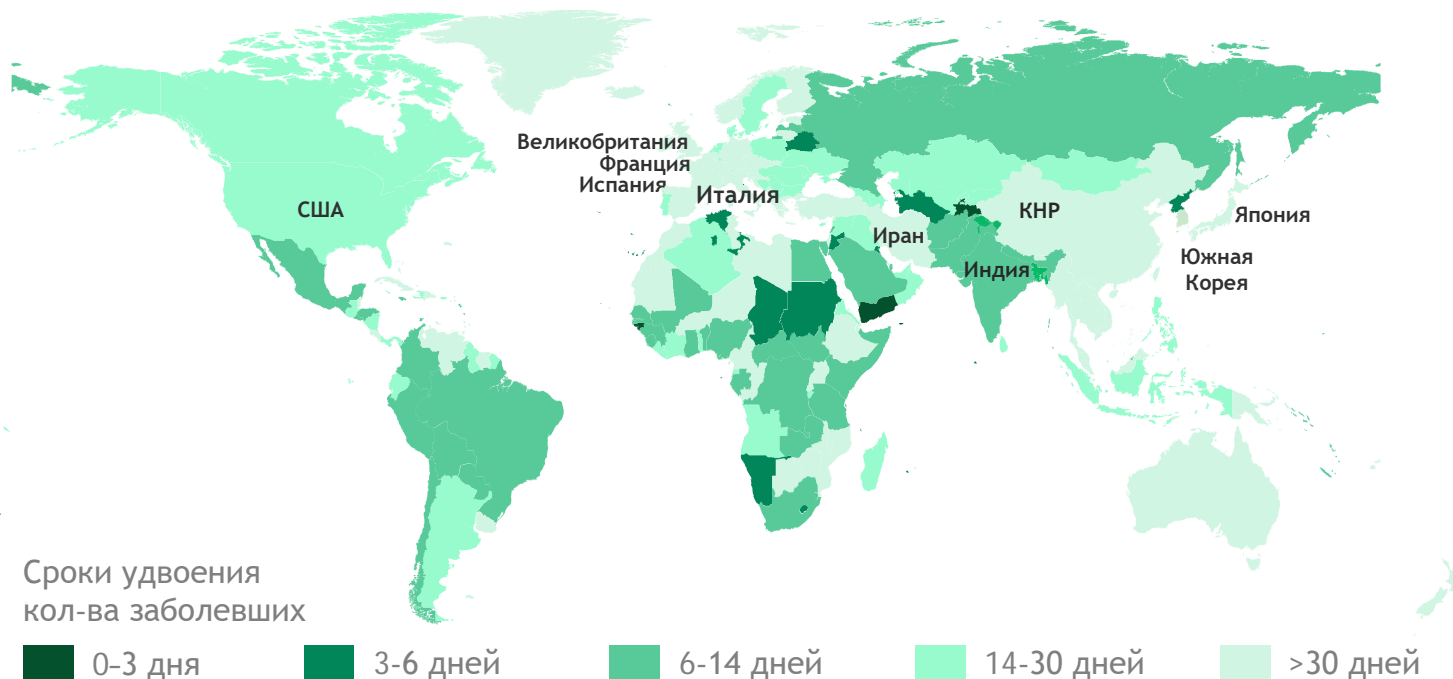 Великобритания
Франция
Испания
Италия
США
КНР
Япония
Иран
Южная
Корея
Индия
Сроки удвоения
кол-ва заболевших
0–3 дня
3-6 дней
6-14 дней
14-30 дней
>30 дней